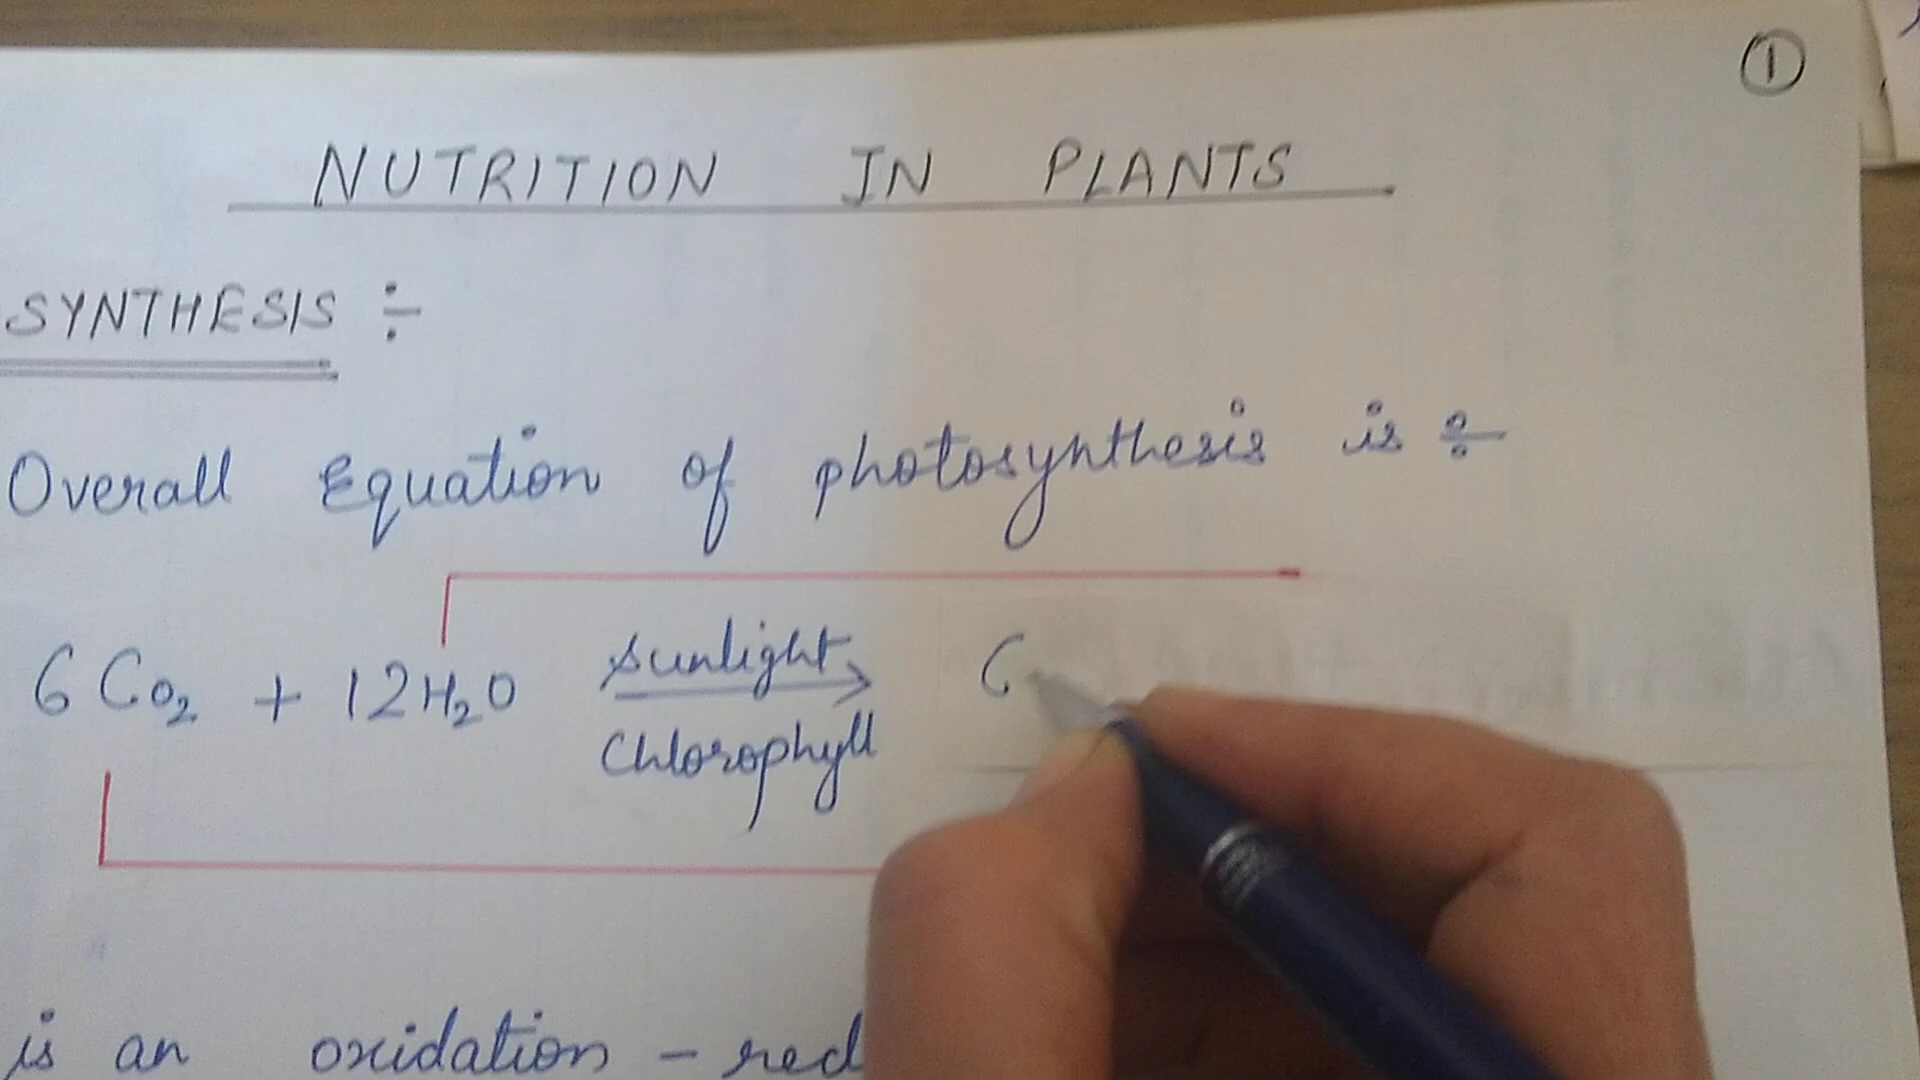 ①
NUTRITION IN PLANTS
SYNTHESIS ÷
Overall Equation of photosynthesis is ÷
6 CO₂ + 12H₂O Sunlight C
Chlorophyll
is an oxidation - red